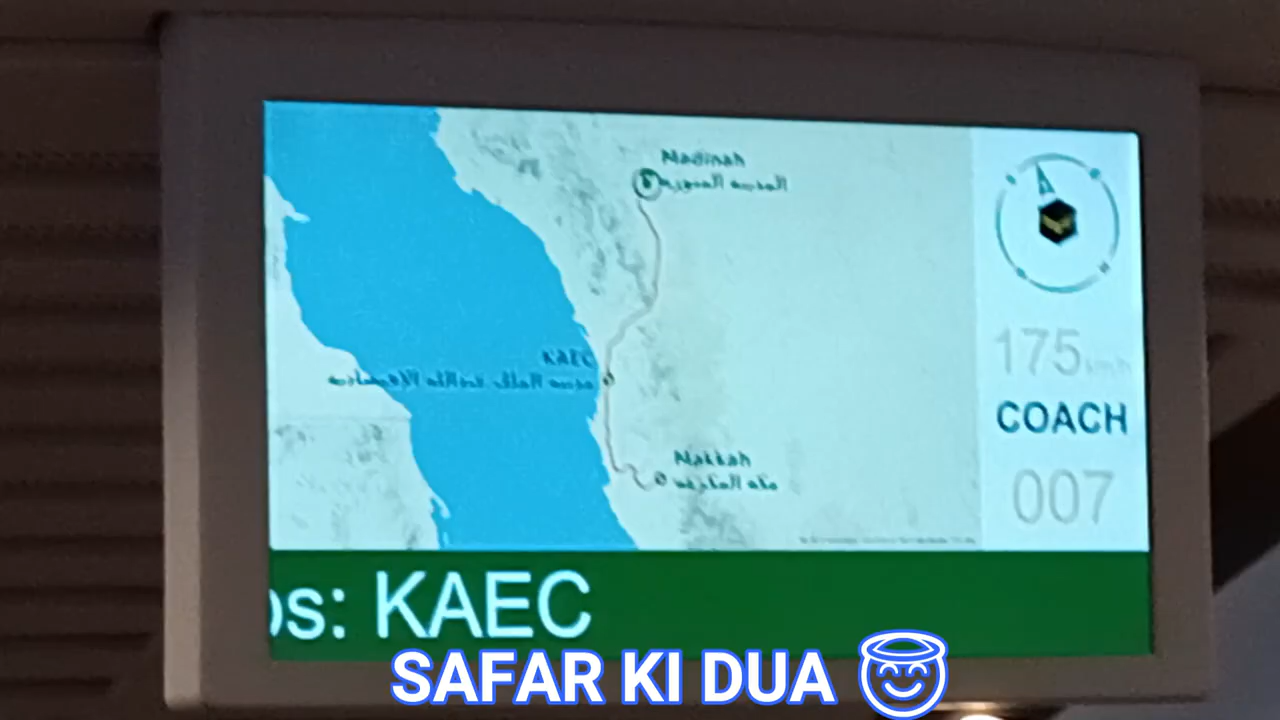 Madinah
المدينة المنورة
175 km/h
COACH
KAEC
مدينة الملك عبدالله الاقتصادية
Makkah
مكة المكرمة
007
os: KAEC
SAFAR KI DUA